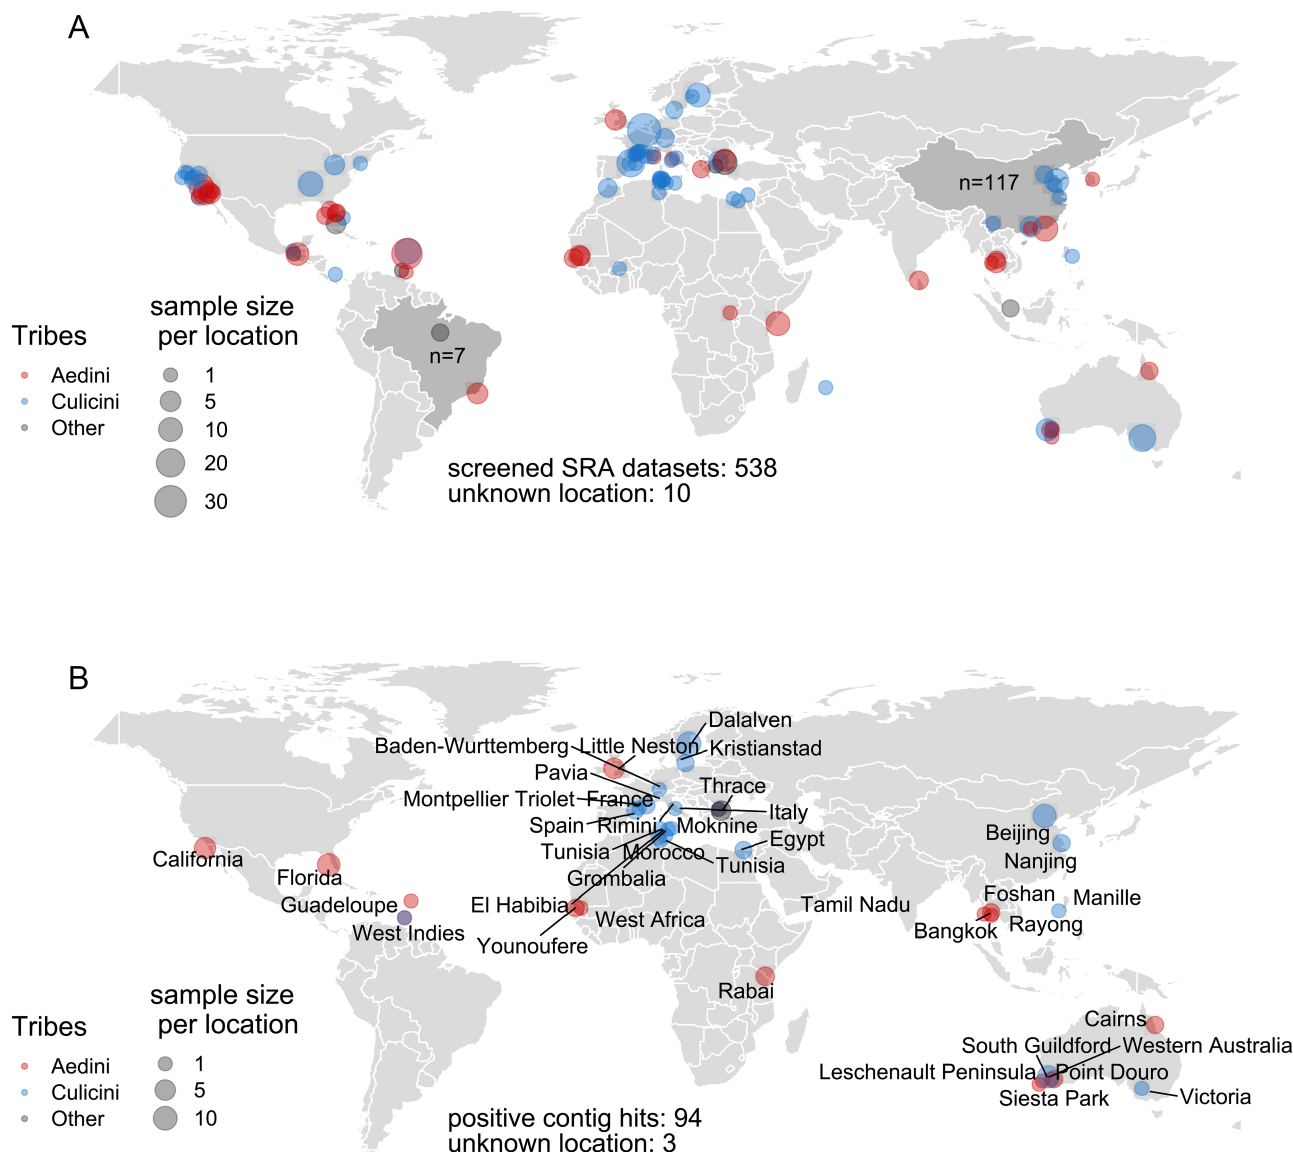 A
n=117
sample size
per location
Tribes
n=7
Aedini
1
Culicini
5
Other
10
20
30
screened SRA datasets: 538
unknown location: 10
B
Dalalven
Baden-Wurttemberg
Little Neston
Kristianstad
Pavia
Thrace
Montpellier
Triolet
France
Italy
Spain
Rimini
Moknine
Egypt
Beijing
Tunisia
Morocco
Tunisia
Nanjing
California
Florida
Grombalia
Foshan
Manille
Guadeloupe
El Habibia
West Africa
Tamil Nadu
Bangkok
Rayong
West Indies
Younoufere
Rabai
sample size
per location
Tribes
Cairns
South Guildford
Western Australia
Aedini
1
Leschenault Peninsula
Point Douro
Culicini
5
Siesta Park
Victoria
Other
10
positive contig hits: 94
unknown location: 3